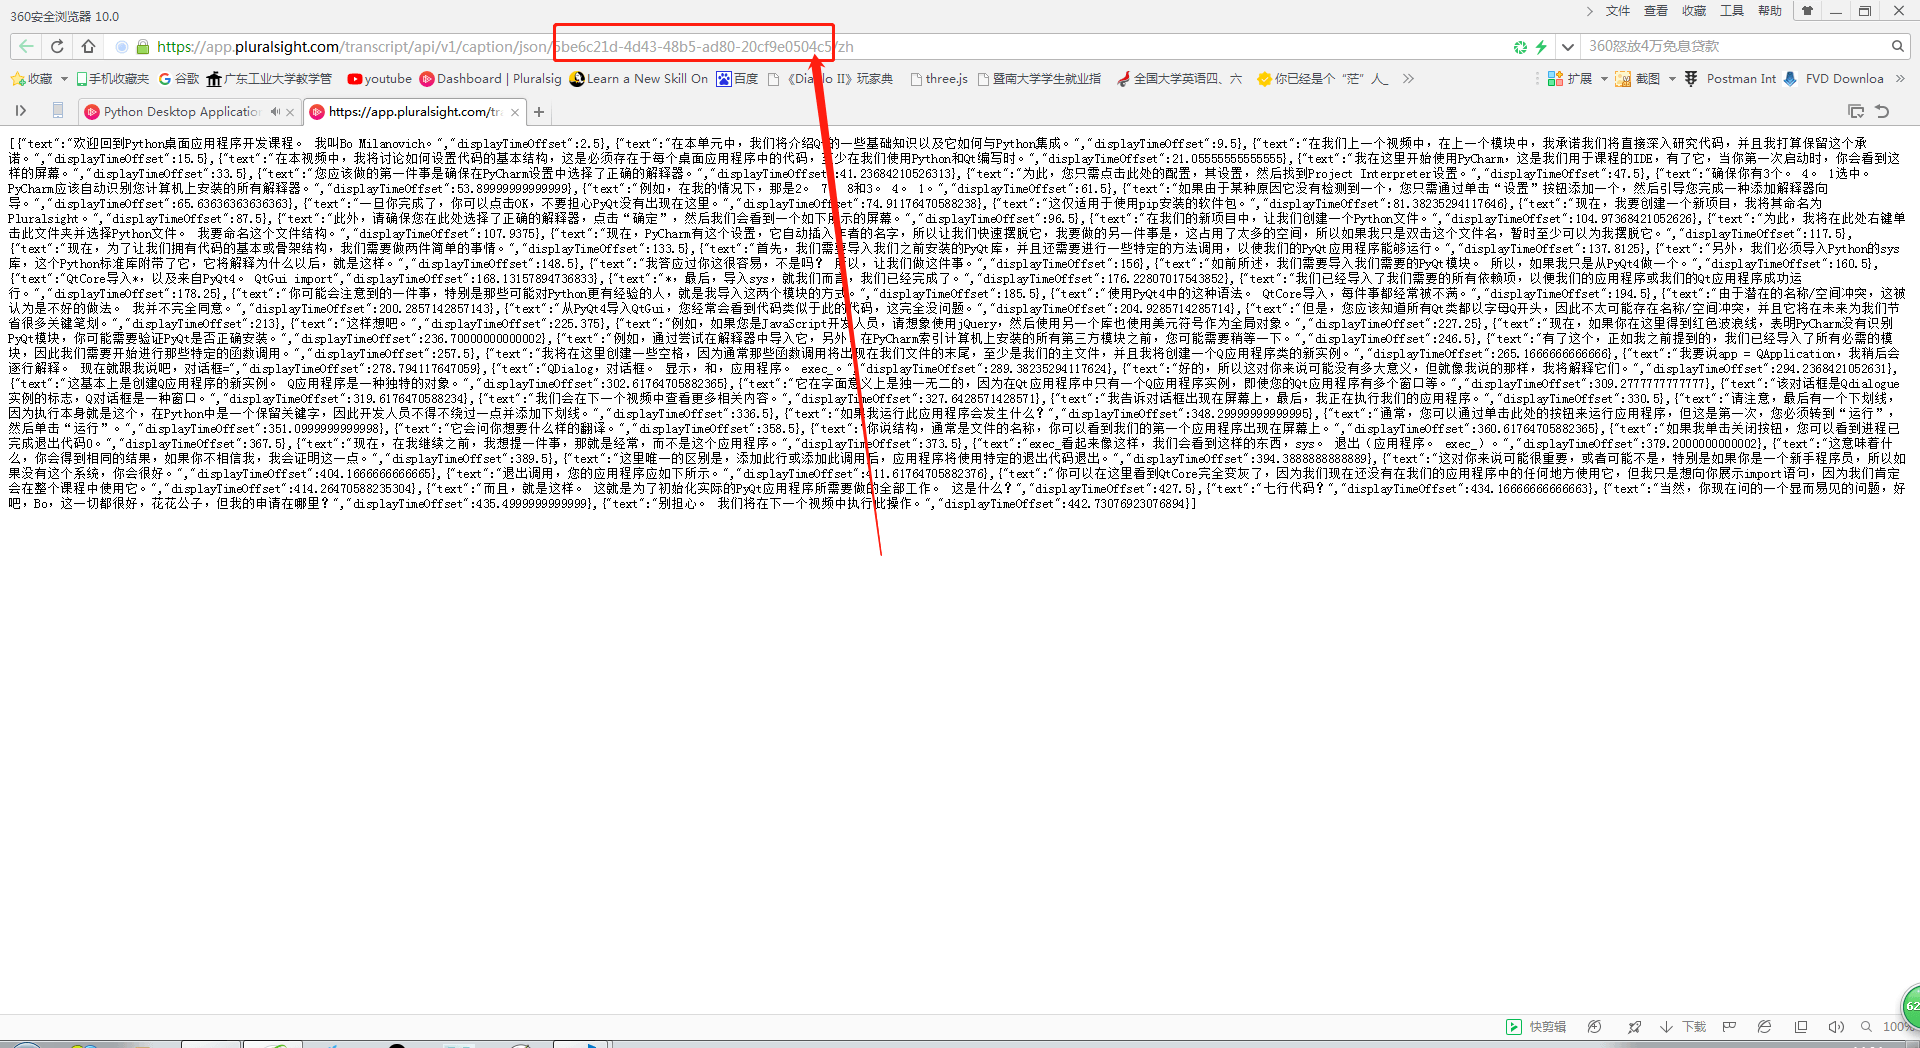 360安全浏览器 10.0
文件 查看 收藏 工具 帮助
https://app.pluralsight.com/transcript/api/v1/caption/json/5be6c21d-4d43-48b5-ad80-20cf9e0504c5/zh
360怒放4万免息贷款
收藏 手机收藏夹 谷歌 广东工业大学教学管 youtube Dashboard | Pluralsig Learn a New Skill On 百度 《Diablo II》玩家典 three.js 暨南大学学生就业指 全国大学英语四、六 你已经是个“茫”人_ 扩展 截图 Postman Int FVD Downloa
Python Desktop Application https://app.pluralsight.com/tr
[{"text":"欢迎回到Python桌面应用程序开发课程。 我叫Bo Milanovich。","displayTimeOffset":2.5},{"text":"在本单元中，我们将介绍Qt的一些基础知识以及它如何与Python集成。","displayTimeOffset":9.5},{"text":"在我们上一个视频中，在上一个模块中，我承诺我们将直接深入研究代码，并且我打算保留这个承
诺。","displayTimeOffset":15.5},{"text":"在本视频中，我将讨论如何设置代码的基本结构，这是必须存在于每个桌面应用程序中的代码，至少在我们使用Python和Qt编写时。","displayTimeOffset":21.05555555555555},{"text":"我在这里开始使用PyCharm，这是我们用于课程的IDE，有了它，当你第一次启动时，你会看到这
样的屏幕。","displayTimeOffset":33.5},{"text":"您应该做的第一件事是确保在PyCharm设置中选择了正确的解释器。","displayTimeOffset":41.23684210526313},{"text":"为此，您只需点击此处的配置，其设置，然后找到Project Interpreter设置。","displayTimeOffset":47.5},{"text":"确保你有3个。 4。 1选中。
PyCharm应该自动识别您计算机上安装的所有解释器。","displayTimeOffset":53.89999999999999},{"text":"例如，在我的情况下，那是2。 7。 8和3。 4。 1。","displayTimeOffset":61.5},{"text":"如果由于某种原因它没有检测到一个，您只需通过单击“设置”按钮添加一个，然后引导您完成一种添加解释器向
导。","displayTimeOffset":65.63636363636363},{"text":"一旦你完成了，你可以点击OK，不要担心PyQt没有出现在这里。","displayTimeOffset":74.91176470588238},{"text":"这仅适用于使用pip安装的软件包。","displayTimeOffset":81.38235294117646},{"text":"现在，我要创建一个新项目，我将其命名为
Pluralsight。","displayTimeOffset":87.5},{"text":"此外，请确保您在此处选择了正确的解释器，点击“确定”，然后我们会看到一个如下所示的屏幕。","displayTimeOffset":96.5},{"text":"在我们的新项目中，让我们创建一个Python文件。","displayTimeOffset":104.97368421052626},{"text":"为此，我将在此处右键单
击此文件夹并选择Python文件。 我要命名这个文件结构。","displayTimeOffset":107.9375},{"text":"现在，PyCharm有这个设置，它自动插入作者的名字，所以让我们快速摆脱它，我要做的另一件事是，这占用了太多的空间，所以如果我只是双击这个文件名，暂时至少可以为我摆脱它。","displayTimeOffset":117.5},
{"text":"现在，为了让我们拥有代码的基本或骨架结构，我们需要做两件简单的事情。","displayTimeOffset":133.5},{"text":"首先，我们需要导入我们之前安装的PyQt库，并且还需要进行一些特定的方法调用，以使我们的PyQt应用程序能够运行。","displayTimeOffset":137.8125},{"text":"另外，我们必须导入Python的sys
库，这个Python标准库附带了它，它将解释为什么以后，就是这样。","displayTimeOffset":148.5},{"text":"我答应过你这很容易，不是吗？ 所以，让我们做这件事。","displayTimeOffset":156},{"text":"如前所述，我们需要导入我们需要的PyQt模块。 所以，如果我只是从PyQt4做一个。","displayTimeOffset":160.5},
{"text":"QtCore导入*，以及来自PyQt4。 QtGui import","displayTimeOffset":168.13157894736833},{"text":"*，最后，导入sys，就我们而言，我们已经完成了。","displayTimeOffset":176.22807017543852},{"text":"我们已经导入了我们需要的所有依赖项，以便我们的应用程序或我们的Qt应用程序成功运
行。","displayTimeOffset":178.25},{"text":"你可能会注意到的一件事，特别是那些可能对Python更有经验的人，就是我导入这两个模块的方式。","displayTimeOffset":185.5},{"text":"使用PyQt4中的这种语法。 QtCore导入，每件事都经常被不满。","displayTimeOffset":194.5},{"text":"由于潜在的名称/空间冲突，这被
认为是不好的做法。 我并不完全同意。","displayTimeOffset":200.2857142857143},{"text":"从PyQt4导入QtGui，您经常会看到代码类似于此的代码，这完全没问题。","displayTimeOffset":204.9285714285714},{"text":"但是，您应该知道所有Qt类都以字母Q开头，因此不太可能存在名称/空间冲突，并且它将在未来为我们节
省很多关键笔划。","displayTimeOffset":213},{"text":"这样想吧。","displayTimeOffset":225.375},{"text":"例如，如果您是JavaScript开发人员，请想象使用jQuery，然后使用另一个库也使用美元符号作为全局对象。","displayTimeOffset":227.25},{"text":"现在，如果你在这里得到红色波浪线，表明PyCharm没有识别
PyQt模块，你可能需要验证PyQt是否正确安装。","displayTimeOffset":236.70000000000002},{"text":"例如，通过尝试在解释器中导入它，另外，在PyCharm索引计算机上安装的所有第三方模块之前，您可能需要稍等一下。","displayTimeOffset":246.5},{"text":"有了这个，正如我之前提到的，我们已经导入了所有必需的模
块，因此我们需要开始进行那些特定的函数调用。","displayTimeOffset":257.5},{"text":"我将在这里创建一些空格，因为通常那些函数调用将出现在我们文件的末尾，至少是我们的主文件，并且我将创建一个Q应用程序类的新实例。","displayTimeOffset":265.1666666666666},{"text":"我要说app = QApplication，我稍后会
逐行解释。 现在就跟我说吧，对话框=","displayTimeOffset":278.7941176470​59},{"text":"QDialog，对话框。 显示，和，应用程序。 exec_。","displayTimeOffset":289.38235294117624},{"text":"好的，所以这对你来说可能没有多大意义，但就像我说的那样，我将解释它们。","displayTimeOffset":294.2368421052631},
{"text":"这基本上是创建Q应用程序的新实例。 Q应用程序是一种独特的对象。","displayTimeOffset":302.61764705882365},{"text":"它在字面意义上是独一无二的，因为在Qt应用程序中只有一个Q应用程序实例，即使您的Qt应用程序有多个窗口等。","displayTimeOffset":309.2777777777777},{"text":"该对话框是Qdialogue
实例的标志，Q对话框是一种窗口。","displayTimeOffset":319.6176470588237},{"text":"我们会在下一个视频中查看更多相关内容。","displayTimeOffset":327.64285714285714},{"text":"我告诉对话框出现在屏幕上，最后，我正在执行我们的应用程序。","displayTimeOffset":330.5},{"text":"请注意，最后有一个下划线，
因为执行本身就是这个，在Python中是一个保留关键字，因此开发人员不得不绕过一点并添加下划线。","displayTimeOffset":336.5},{"text":"如果我运行此应用程序会发生什么？","displayTimeOffset":348.29999999999995},{"text":"通常，您可以通过单击此处的按钮来运行应用程序，但这是第一次，您必须转到“运行”，
然后单击“运行”。","displayTimeOffset":351.0999999999998},{"text":"它会问你想要什么样的翻译。","displayTimeOffset":358.5},{"text":"你说结构，通常是文件的名称，你可以看到我们的第一个应用程序出现在屏幕上。","displayTimeOffset":360.61764705882365},{"text":"如果我单击关闭按钮，您可以看到进程已
完成退出代码0。","displayTimeOffset":367.5},{"text":"现在，在我继续之前，我想提一件事，那就是经常，而不是这个应用程序。","displayTimeOffset":373.5},{"text":"exec_看起来像这样，我们会看到这样的东西，sys。 退出（应用程序。 exec_）。","displayTimeOffset":379.20000000000002},{"text":"这意味着什
么，你会得到相同的结果，如果你不相信我，我会证明这一点。","displayTimeOffset":389.5},{"text":"这里唯一的区别是，添加此行或添加此调用后，应用程序将使用特定的退出代码退出。","displayTimeOffset":394.3888888888889},{"text":"这对你来说可能很重要，或者可能不是，特别是如果你是一个新手程序员，所以如
果没有这个系统，你会很好。","displayTimeOffset":404.1666666666665},{"text":"退出调用，您的应用程序应如下所示。","displayTimeOffset":411.61764705882376},{"text":"你可以在这里看到QtCore完全变灰了，因为我们现在还没有在我们的应用程序中的任何地方使用它，但我只是想向你展示import语句，因为我们肯定
会在整个课程中使用它。","displayTimeOffset":414.26470588235304},{"text":"而且，就是这样。 这就是为了初始化实际的PyQt应用程序所需要做的全部工作。 这是什么？","displayTimeOffset":427.5},{"text":"七行代码？","displayTimeOffset":434.16666666666663},{"text":"当然，你现在问的一个显而易见的问题，好
吧，Bo，这一切都很好，花花公子，但我的申请在哪里？","displayTimeOffset":435.4999999999999},{"text":"别担心。 我们将在下一个视频中执行此操作。","displayTimeOffset":442.73076923076894}]
62
快剪辑 下载 100%